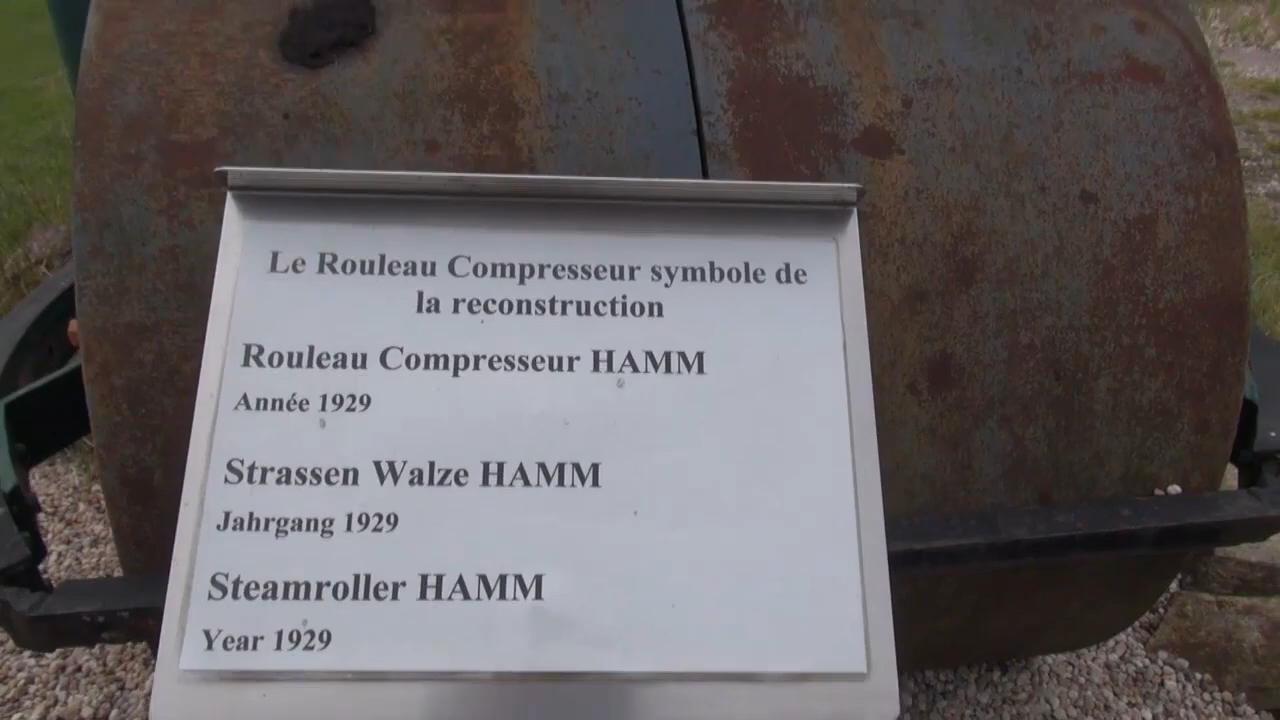 Le Rouleau Compresseur symbole de
la reconstruction
Rouleau Compresseur HAMM
Année 1929
Strassen Walze HAMM
Jahrgang 1929
Steamroller HAMM
Year 1929